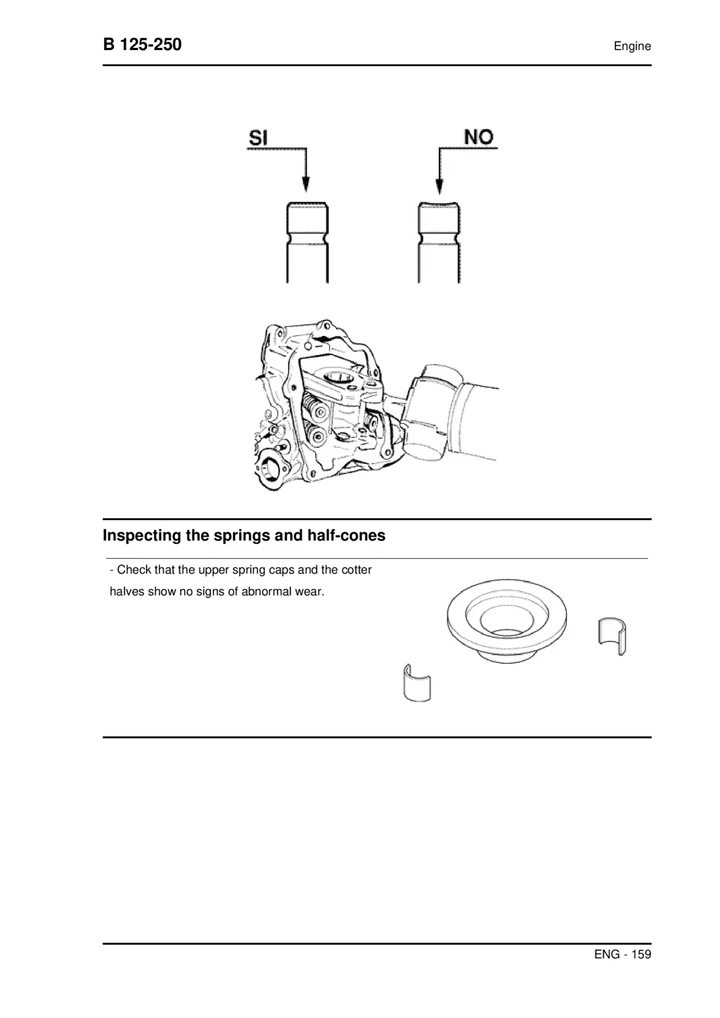 B 125-250
Engine
SI
NO
Inspecting the springs and half-cones
- Check that the upper spring caps and the cotter
halves show no signs of abnormal wear.
ENG - 159